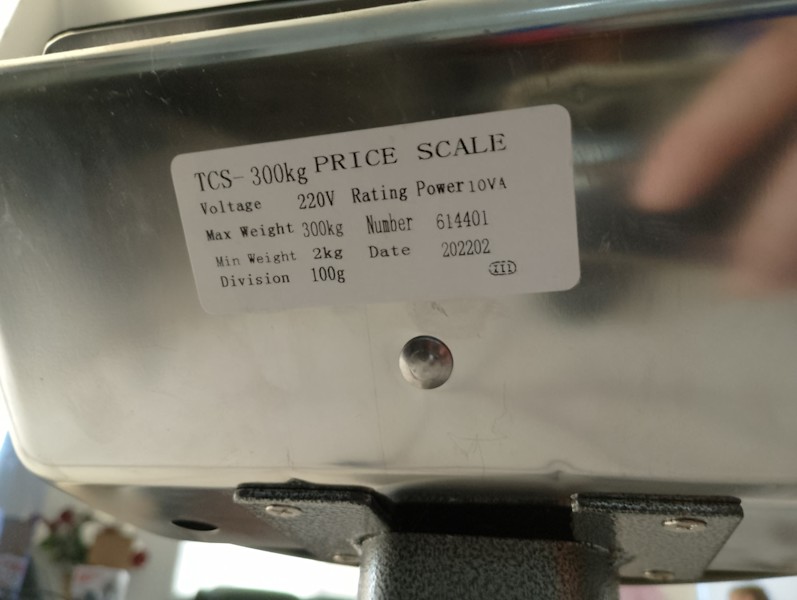 TCS-300kg PRICE SCALE
Voltage 220V Rating Power 10VA
Max Weight 300kg Number 614401
Min Weight 2kg Date 202202
Division 100g
III